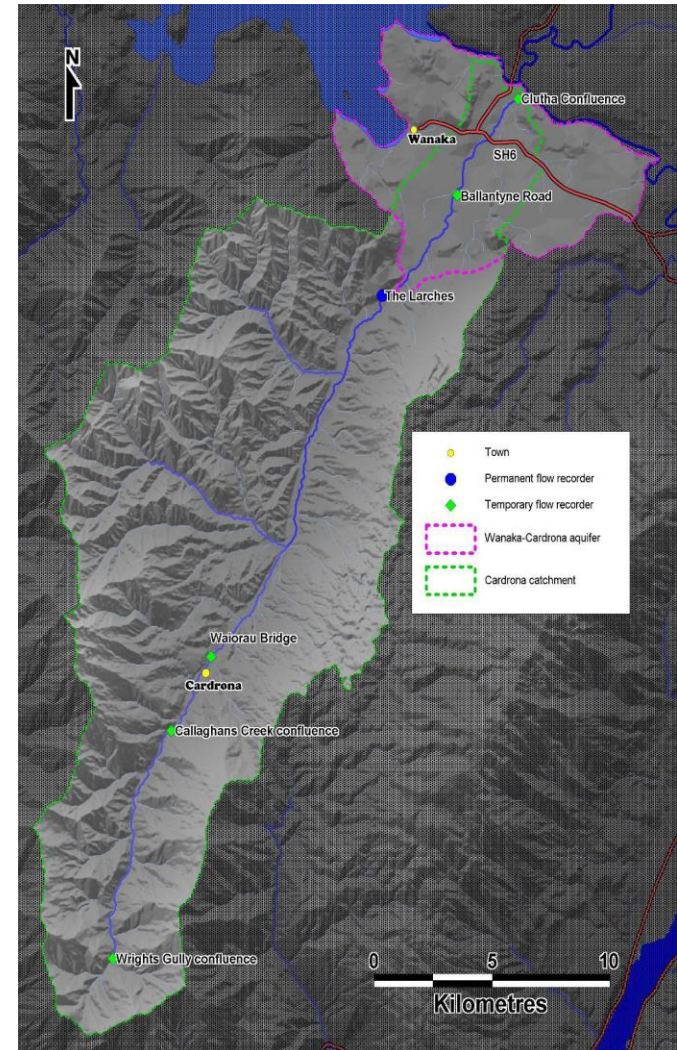 N
Clutha Confluence
Wanaka
SH6
Ballantyne Road
The Larches
Town
Permanent flow recorder
Temporary flow recorder
Wanaka-Cardrona aquifer
Cardrona catchment
Waiorau Bridge
Cardrona
Callaghans Creek confluence
Wrights Gully confluence
0 5 10
Kilometres